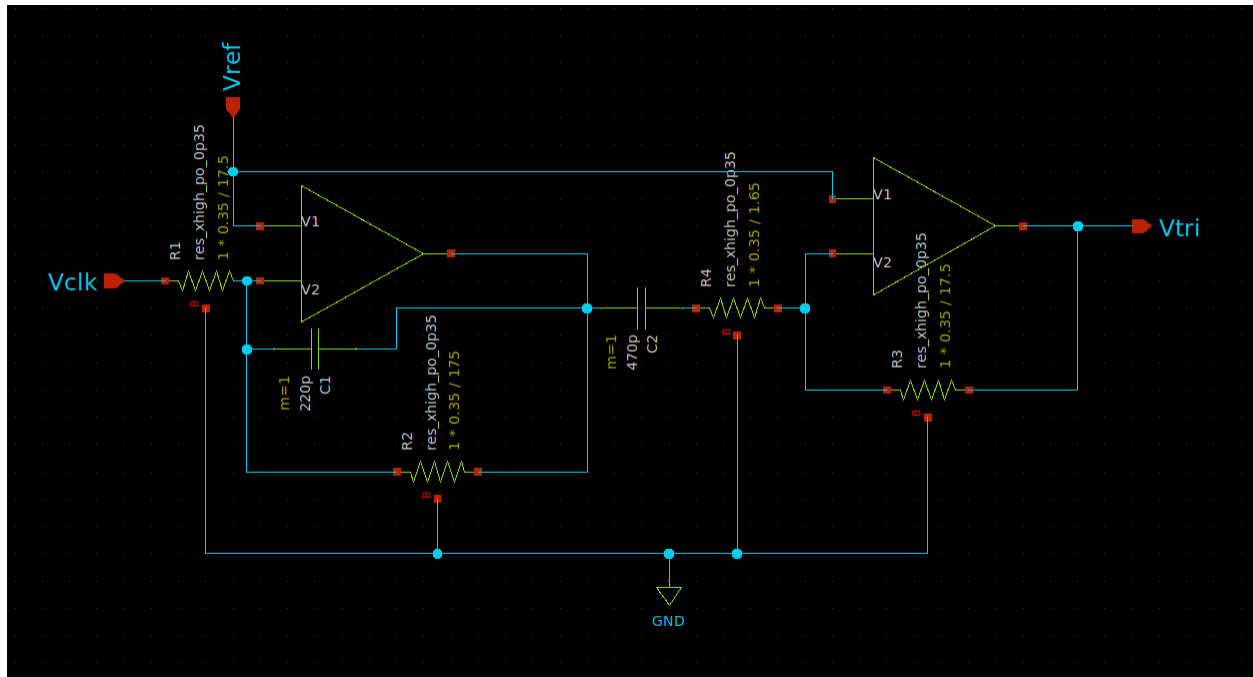 Vref
R1
res_xhigh_po_0p35
1 * 0.35 / 17.5
Vclk
B
V1
V2
m=1
220p
C1
R2
res_xhigh_po_0p35
1 * 0.35 / 175
B
m=1
470p
C2
R4
res_xhigh_po_0p35
1 * 0.35 / 1.65
B
V1
V2
R3
res_xhigh_po_0p35
1 * 0.35 / 17.5
B
Vtri
GND